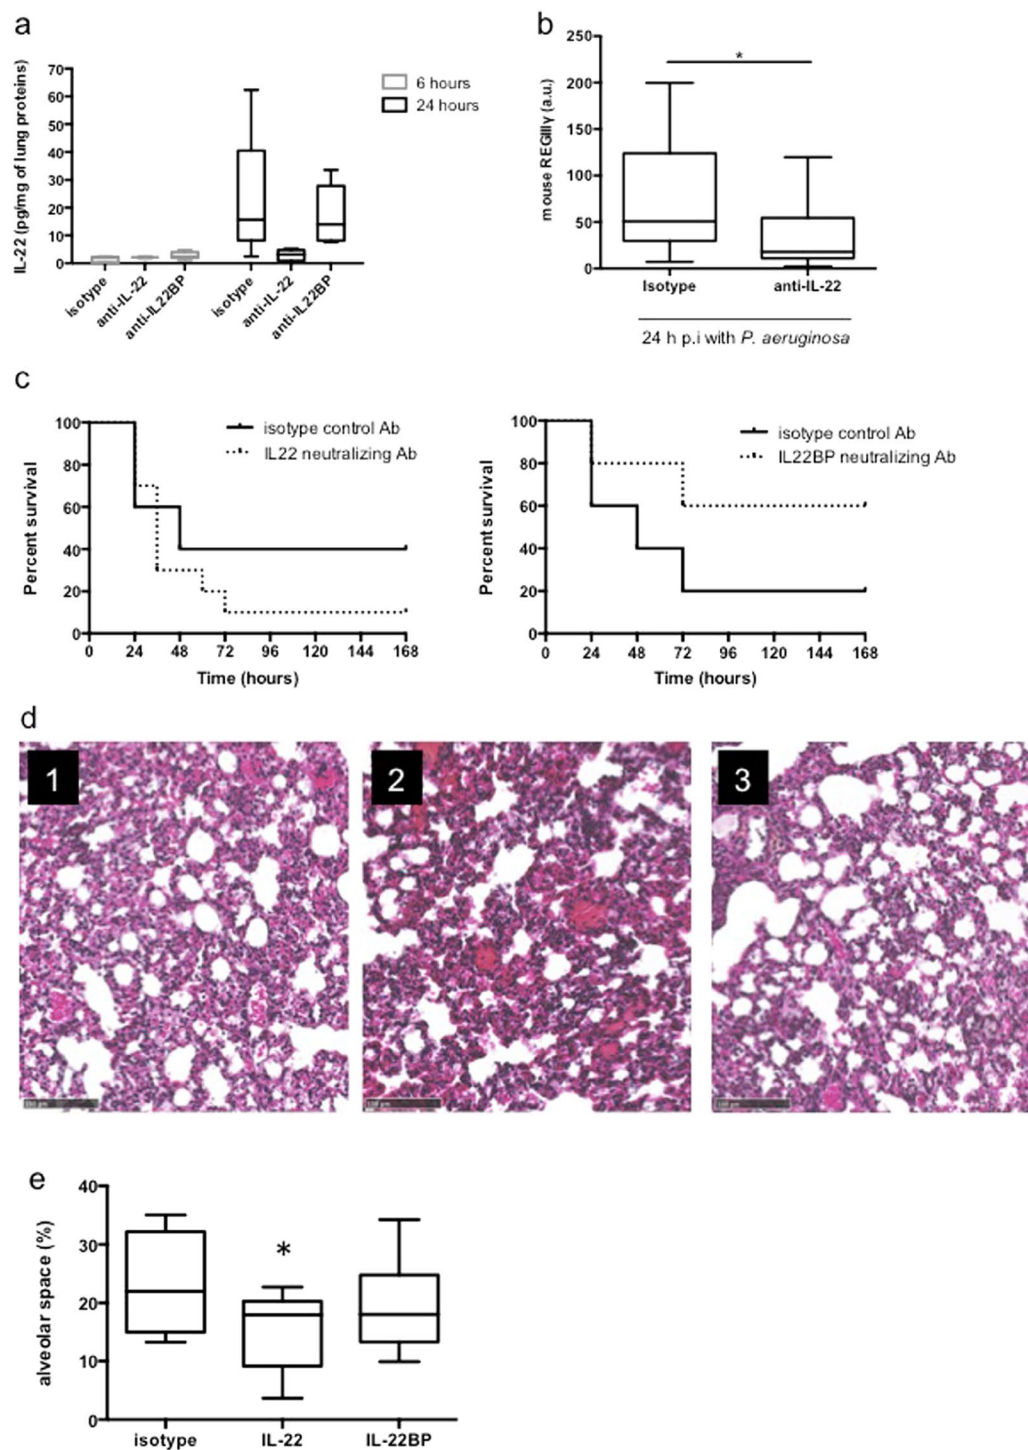 a
IL-22 (pg/mg of lung proteins)
70
60
50
40
30
20
10
0
isotype
anti-IL-22
anti-IL22BP
isotype
anti-IL-22
anti-IL22BP
6 hours
24 hours
b
mouse REGIIIγ (a.u.)
250
200
150
100
50
0
*
Isotype
anti-IL-22
24 h p.i with P. aeruginosa
c
Percent survival
100
80
60
40
20
0
0 24 48 72 96 120 144 168
Time (hours)
isotype control Ab
IL22 neutralizing Ab
Percent survival
100
80
60
40
20
0
0 24 48 72 96 120 144 168
Time (hours)
isotype control Ab
IL22BP neutralizing Ab
d
1
2
3
e
alveolar space (%)
40
30
20
10
0
*
isotype
IL-22
IL-22BP